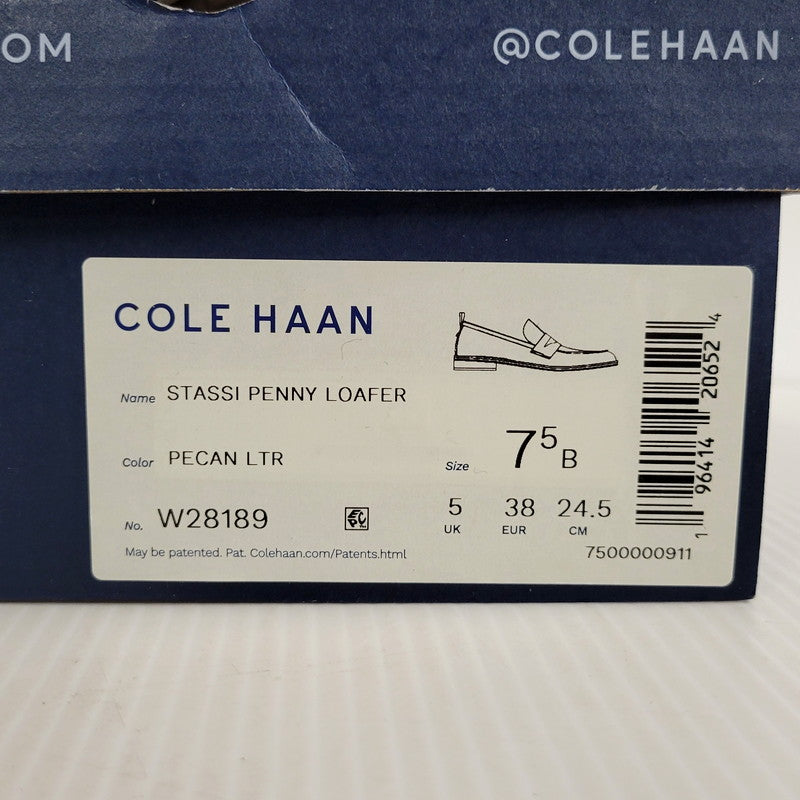 OM
@COLEHAAN
COLE HAAN
Name STASSI PENNY LOAFER
Color PECAN LTR
Size 7⁵ B
No. W28189
5 38 24.5
UK EUR CM
May be patented. Pat. Colehaan.com/Patents.html
7500000911
1 96414 20652 4